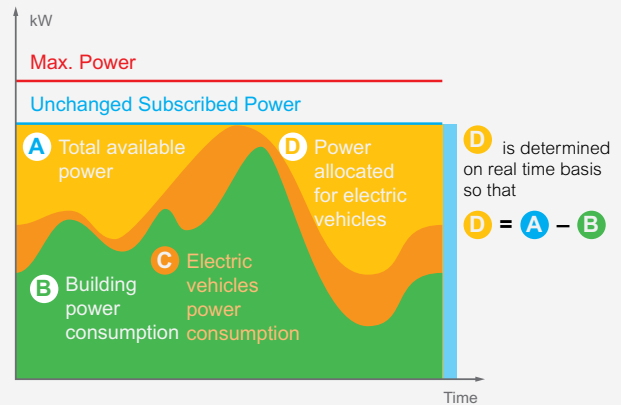 kW
Max. Power
Unchanged Subscribed Power
A Total available
power
D Power
allocated
for electric
vehicles
B Building
power
consumption
C Electric
vehicles
power
consumption
Time
D is determined
on real time basis
so that
D = A – B